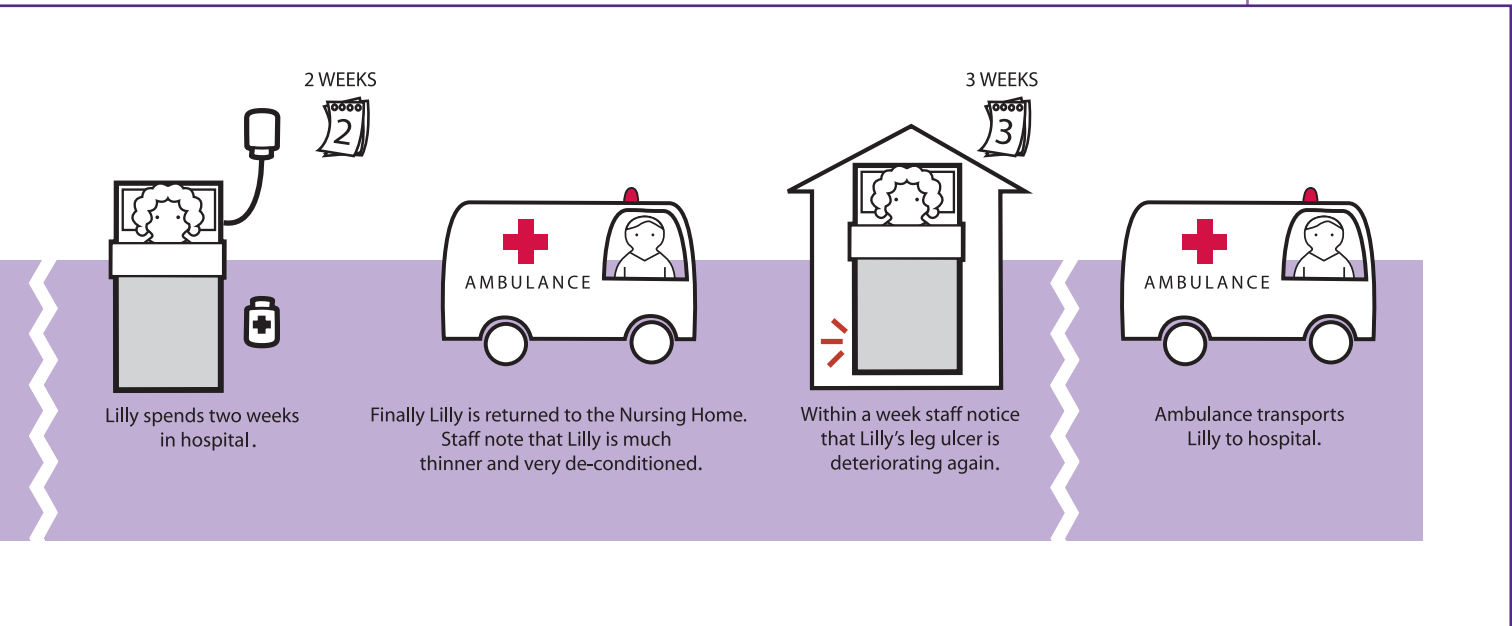 2 WEEKS
2
Lilly spends two weeks
in hospital.
AMBULANCE
Finally Lilly is returned to the Nursing Home.
Staff note that Lilly is much
thinner and very de-conditioned.
3 WEEKS
3
Within a week staff notice
that Lilly's leg ulcer is
deteriorating again.
AMBULANCE
Ambulance transports
Lilly to hospital.